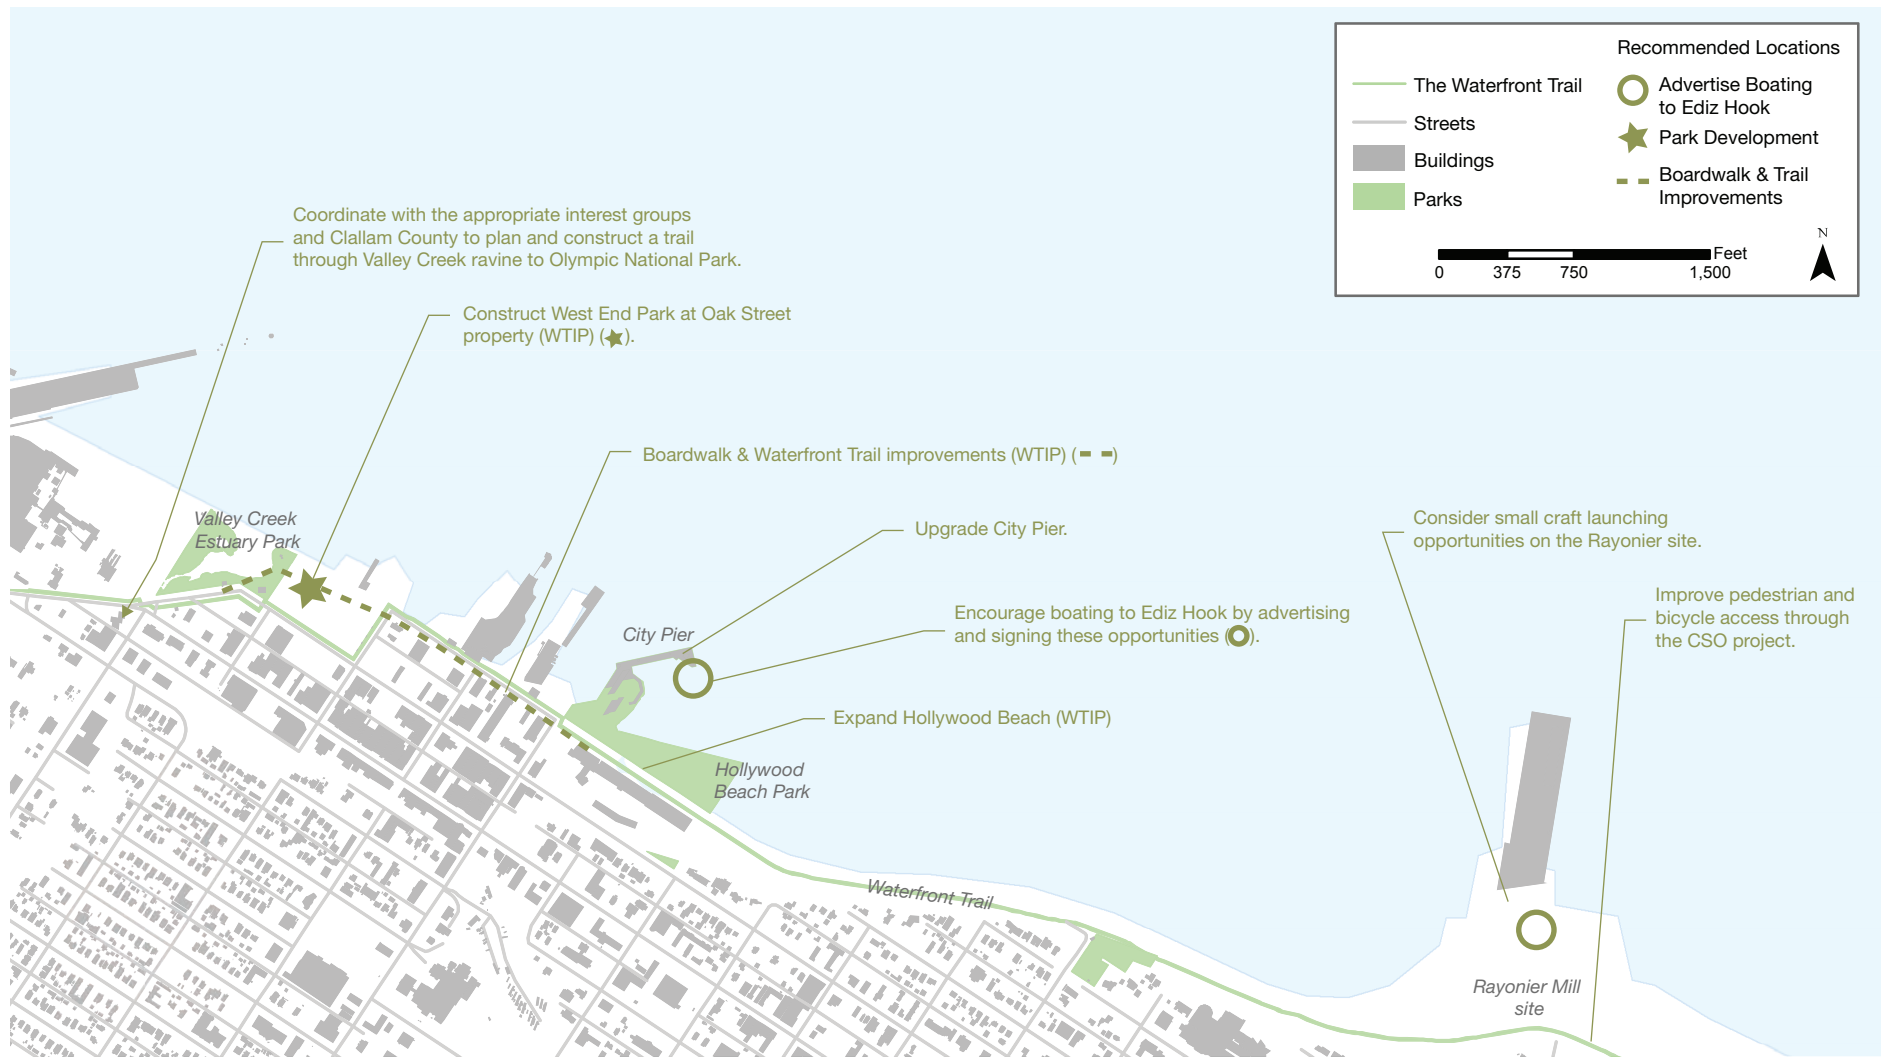 Recommended Locations
The Waterfront Trail
Streets
Buildings
Parks
Advertise Boating
to Ediz Hook
Park Development
Boardwalk & Trail
Improvements
N
Feet
0 375 750 1,500
Coordinate with the appropriate interest groups
and Clallam County to plan and construct a trail
through Valley Creek ravine to Olympic National Park.
Construct West End Park at Oak Street
property (WTIP) ( ).
Boardwalk & Waterfront Trail improvements (WTIP) ( )
Valley Creek
Estuary Park
Upgrade City Pier.
Consider small craft launching
opportunities on the Rayonier site.
Encourage boating to Ediz Hook by advertising
and signing these opportunities ( ).
Improve pedestrian and
bicycle access through
the CSO project.
City Pier
Expand Hollywood Beach (WTIP)
Hollywood
Beach Park
Waterfront Trail
Rayonier Mill
site